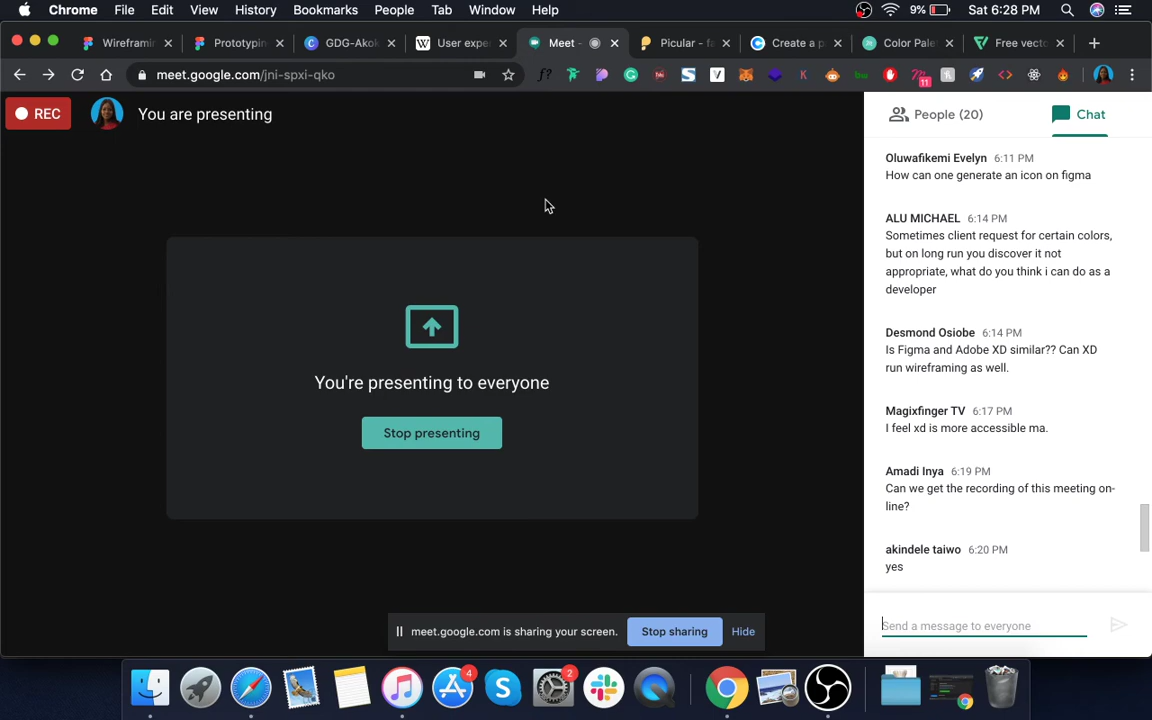 Chrome File Edit View History Bookmarks People Tab Window Help 9% Sat 6:28 PM
Wireframi Prototypin GDG-Akok User expe Meet - Picular - fa Create a p Color Pale Free vecto
meet.google.com/jni-spxi-qko
11
REC You are presenting
People (20) Chat
Oluwafikemi Evelyn 6:11 PM
How can one generate an icon on figma
ALU MICHAEL 6:14 PM
Sometimes client request for certain colors,
but on long run you discover it not
appropriate, what do you think i can do as a
developer
Desmond Osiobe 6:14 PM
Is Figma and Adobe XD similar?? Can XD
run wireframing as well.
Magixfinger TV 6:17 PM
I feel xd is more accessible ma.
Amadi Inya 6:19 PM
Can we get the recording of this meeting on-
line?
akindele taiwo 6:20 PM
yes
Send a message to everyone
You're presenting to everyone
Stop presenting
meet.google.com is sharing your screen. Stop sharing Hide
4 2